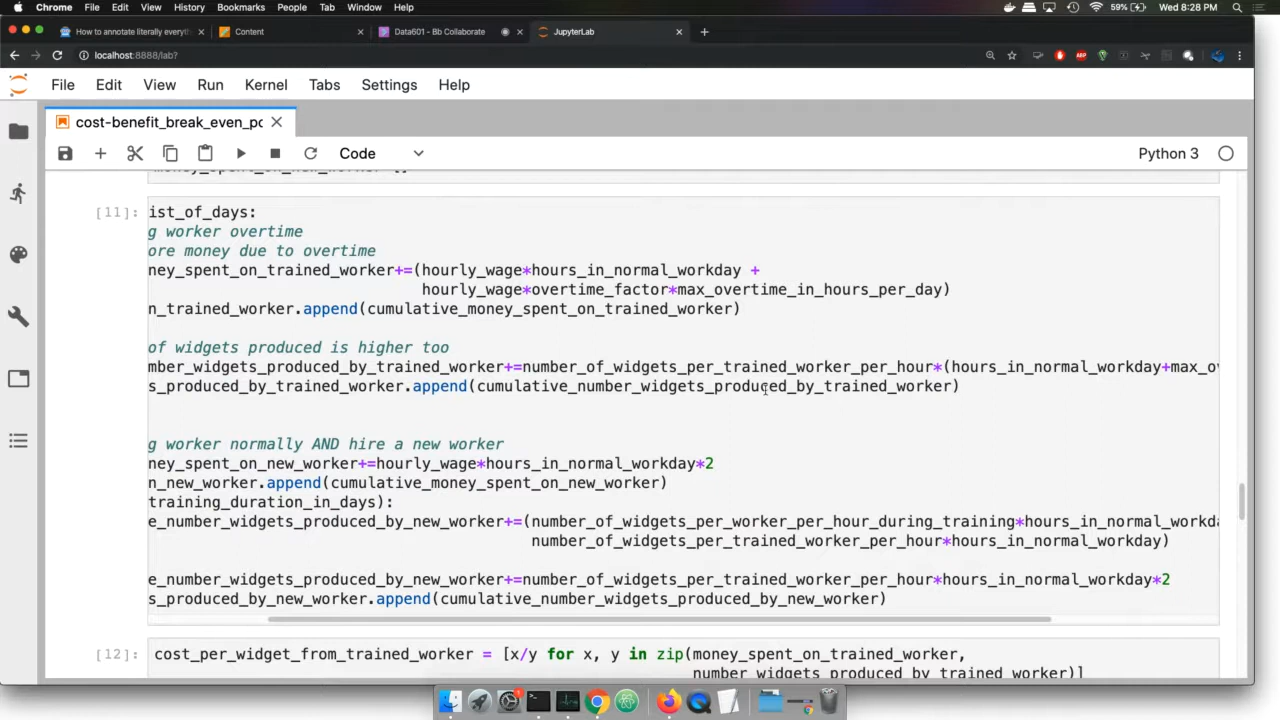 Chrome File Edit View History Bookmarks People Tab Window Help 59% Wed 8:28 PM
How to annotate literally everyt Content Data601 - Bb Collaborate JupyterLab
localhost:8888/lab?
File Edit View Run Kernel Tabs Settings Help
cost-benefit_break_even_po
Code Python 3
[11]: ist_of_days:
g worker overtime
ore money due to overtime
ney_spent_on_trained_worker+=(hourly_wage*hours_in_normal_workday +
hourly_wage*overtime_factor*max_overtime_in_hours_per_day)
n_trained_worker.append(cumulative_money_spent_on_trained_worker)
of widgets produced is higher too
mber_widgets_produced_by_trained_worker+=number_of_widgets_per_trained_worker_per_hour*(hours_in_normal_workday+max_ov
s_produced_by_trained_worker.append(cumulative_number_widgets_produced_by_trained_worker)
g worker normally AND hire a new worker
ney_spent_on_new_worker+=hourly_wage*hours_in_normal_workday*2
n_new_worker.append(cumulative_money_spent_on_new_worker)
training_duration_in_days):
e_number_widgets_produced_by_new_worker+=(number_of_widgets_per_worker_per_hour_during_training*hours_in_normal_workda
number_of_widgets_per_trained_worker_per_hour*hours_in_normal_workday)
e_number_widgets_produced_by_new_worker+=number_of_widgets_per_trained_worker_per_hour*hours_in_normal_workday*2
s_produced_by_new_worker.append(cumulative_number_widgets_produced_by_new_worker)
[12]: cost_per_widget_from_trained_worker = [x/y for x, y in zip(money_spent_on_trained_worker,
number_widgets_produced_by_trained_worker)]